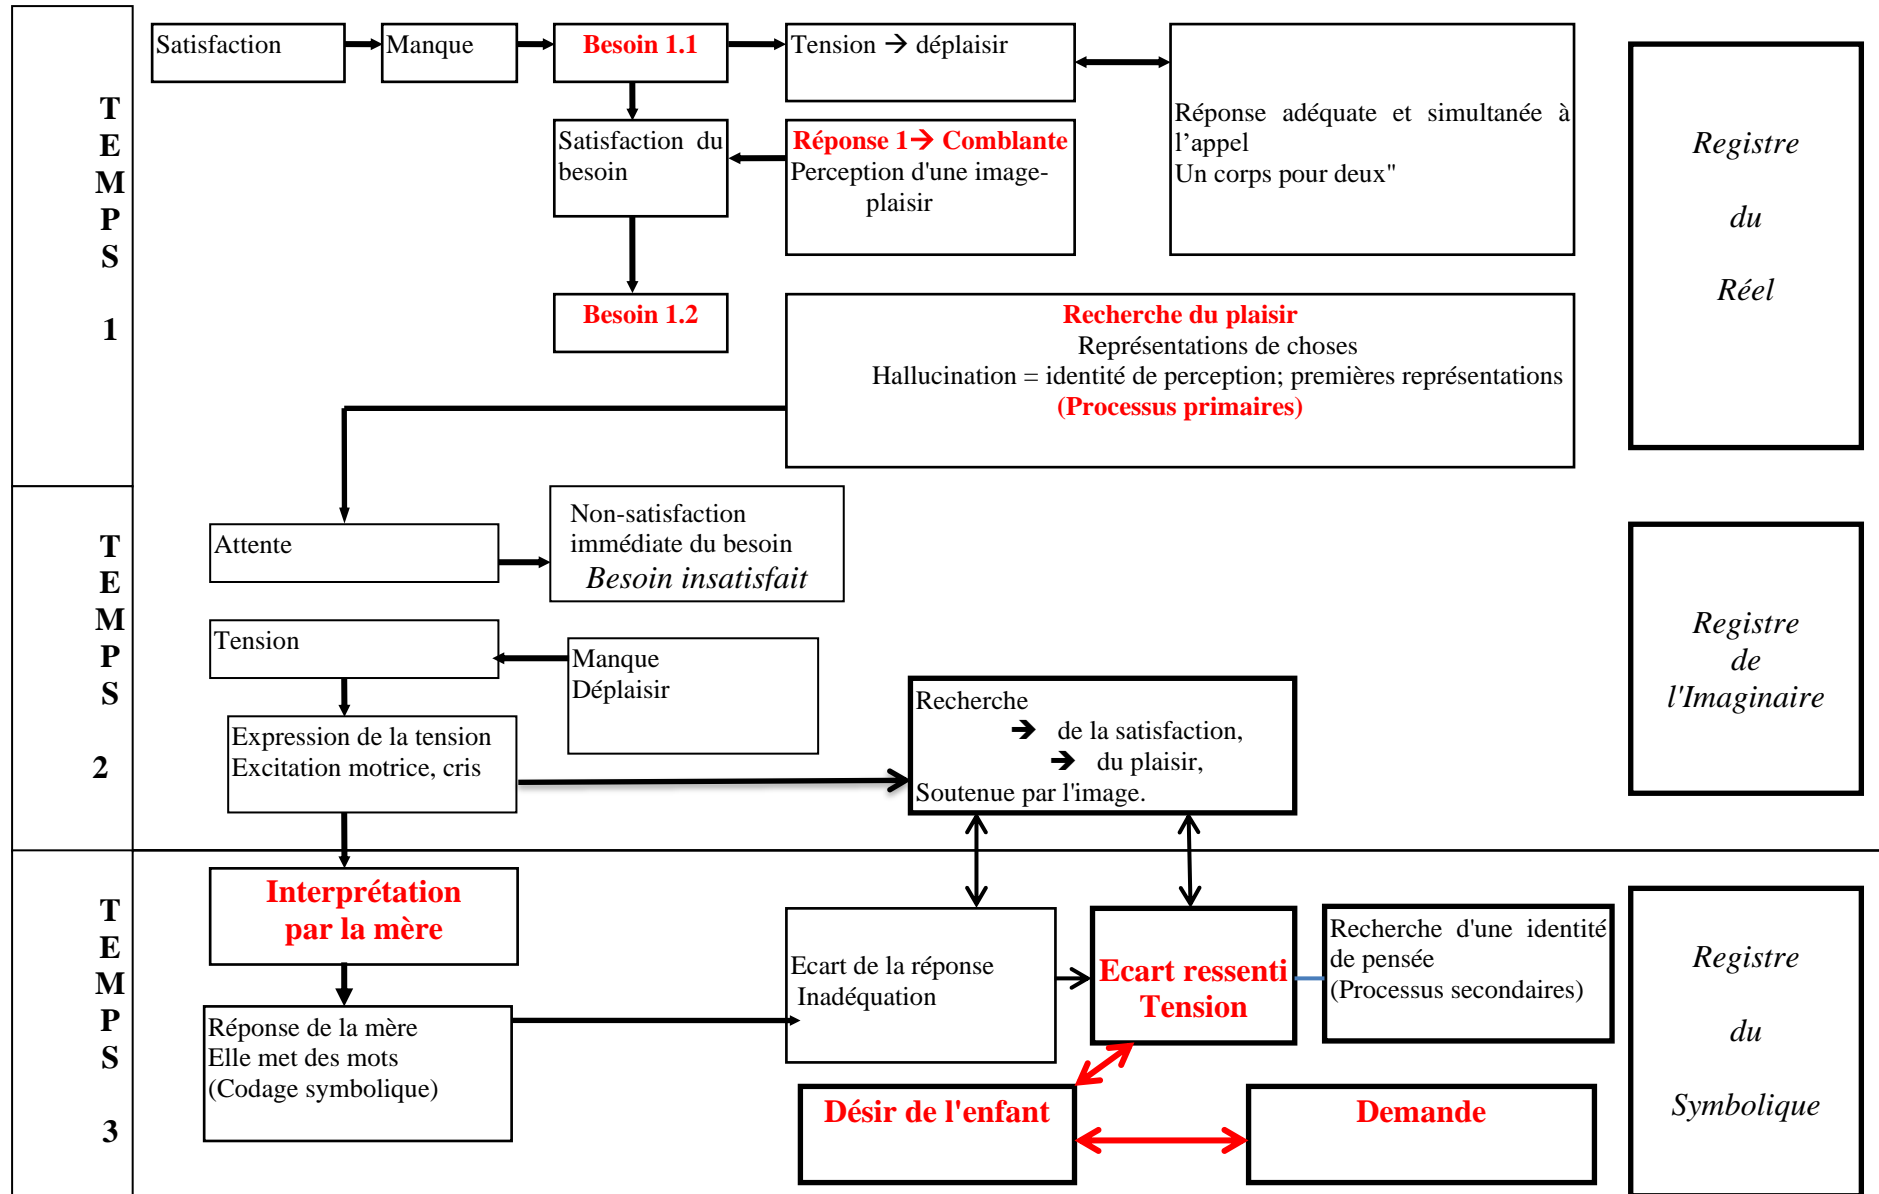 TEMPS 1
Satisfaction
Manque
Besoin 1.1
Tension → déplaisir
Réponse adéquate et simultanée à
l’appel
Un corps pour deux"
Satisfaction du
besoin
Réponse 1→ Comblante
Perception d'une image-
plaisir
Besoin 1.2
Recherche du plaisir
Représentations de choses
Hallucination = identité de perception; premières représentations
(Processus primaires)
Registre
du
Réel
TEMPS 2
Attente
Non-satisfaction
immédiate du besoin
Besoin insatisfait
Tension
Manque
Déplaisir
Expression de la tension
Excitation motrice, cris
Recherche
➔ de la satisfaction,
➔ du plaisir,
Soutenue par l'image.
Registre
de
l'Imaginaire
TEMPS 3
Interprétation
par la mère
Réponse de la mère
Elle met des mots
(Codage symbolique)
Ecart de la réponse
Inadéquation
Ecart ressenti
Tension
Recherche d'une identité
de pensée
(Processus secondaires)
Désir de l'enfant
Demande
Registre
du
Symbolique